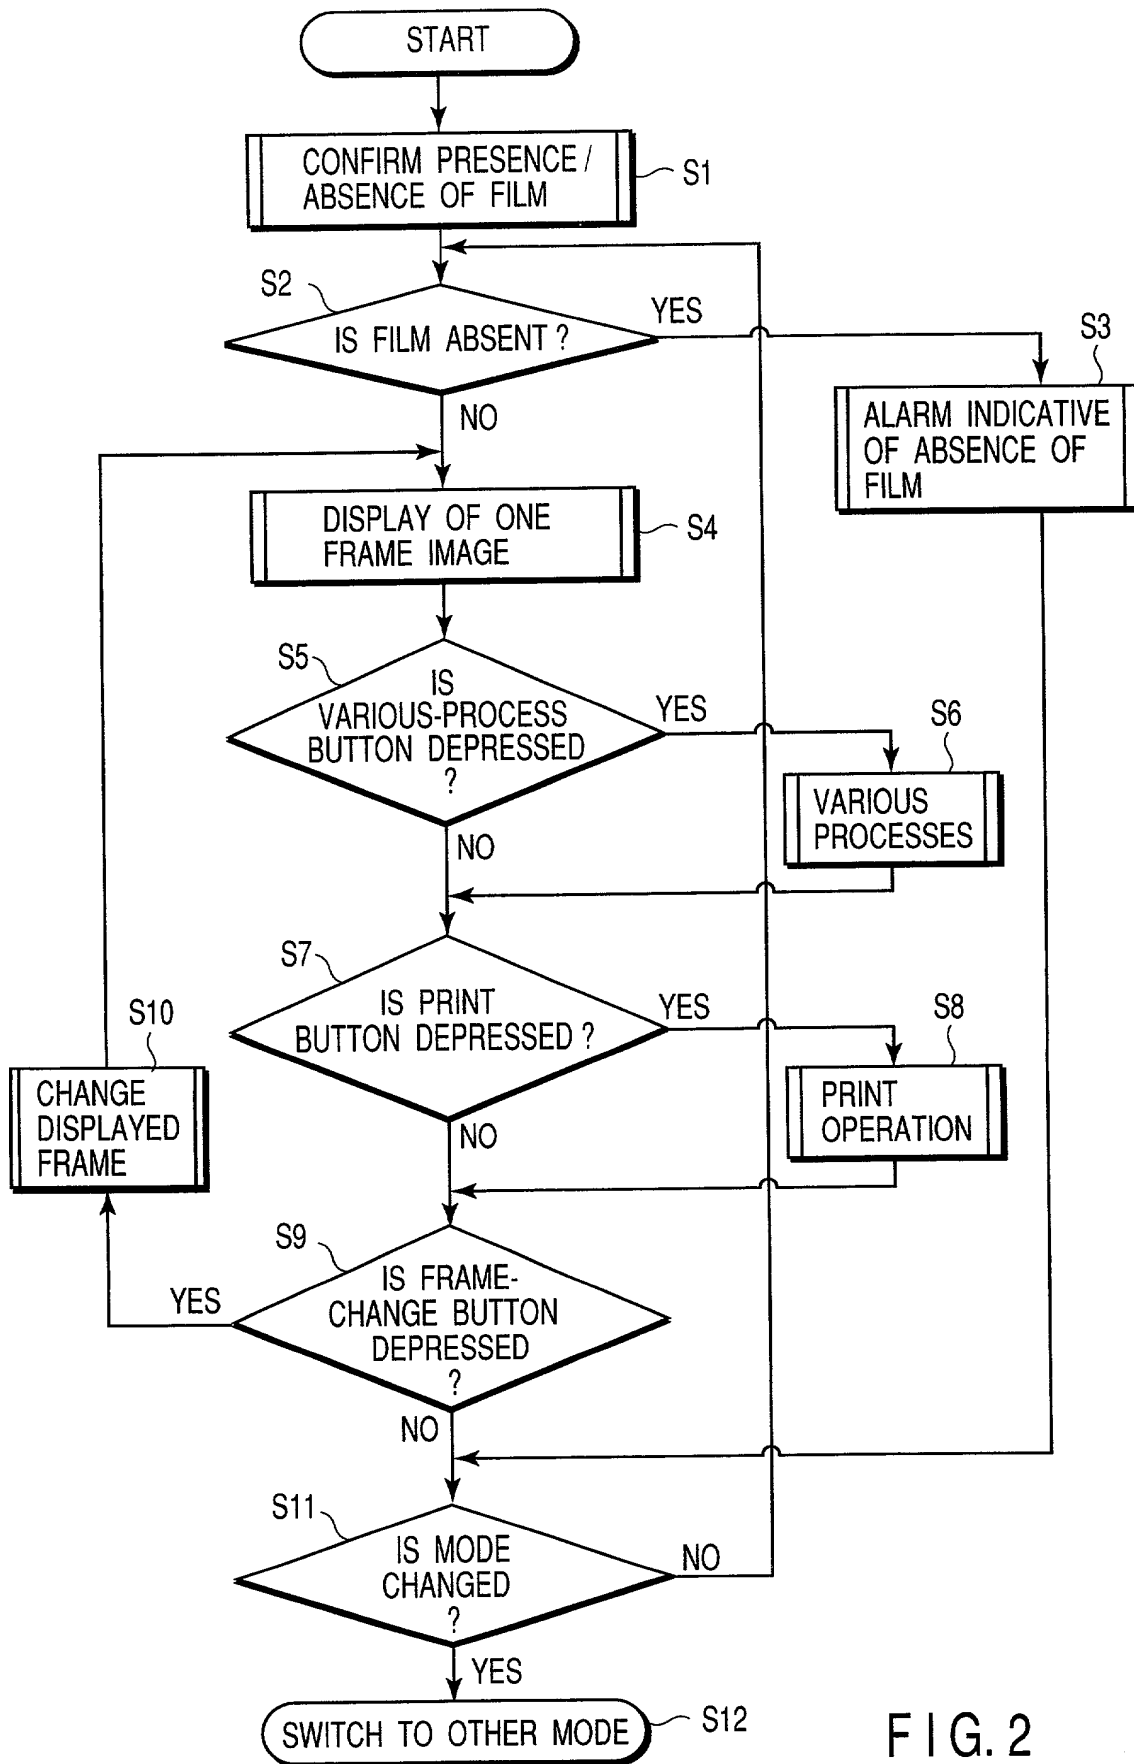 START
CONFIRM PRESENCE /
ABSENCE OF FILM
S1
S2
IS FILM ABSENT ?
YES
NO
S3
ALARM INDICATIVE
OF ABSENCE OF
FILM
DISPLAY OF ONE
FRAME IMAGE
S4
S5
IS
VARIOUS-PROCESS
BUTTON DEPRESSED
?
YES
NO
S6
VARIOUS
PROCESSES
S7
IS PRINT
BUTTON DEPRESSED ?
YES
NO
S8
PRINT
OPERATION
S10
CHANGE
DISPLAYED
FRAME
S9
IS FRAME-
CHANGE BUTTON
DEPRESSED
?
YES
NO
S11
IS MODE
CHANGED
?
NO
YES
SWITCH TO OTHER MODE
S12
FIG. 2